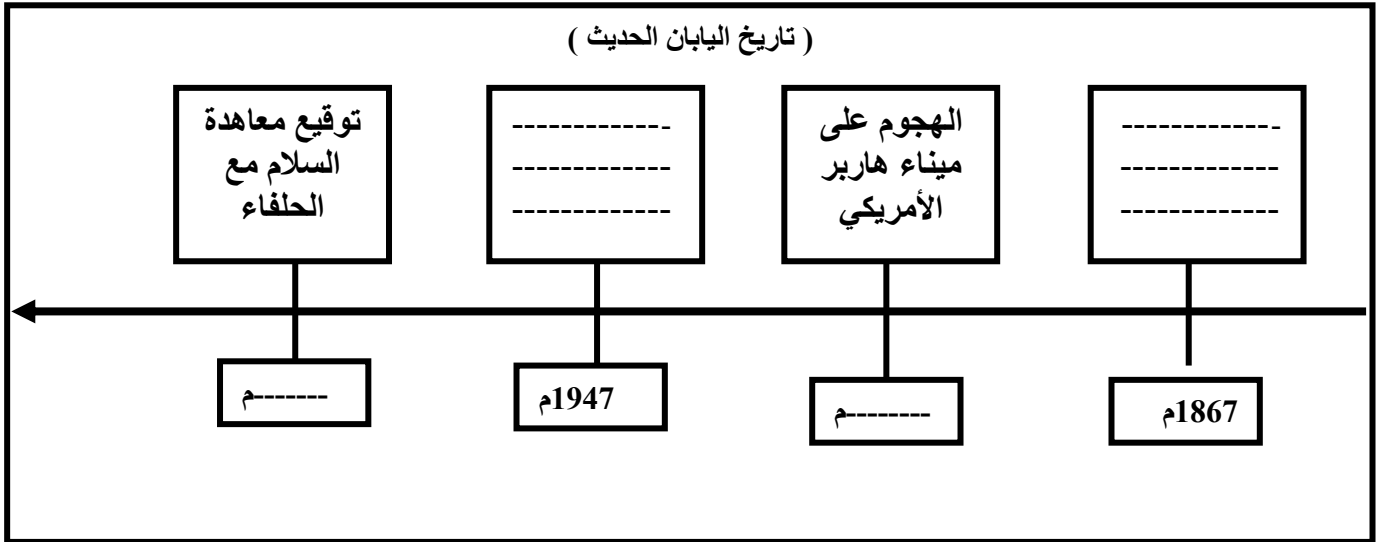 ( تاريخ اليابان الحديث )
------------
------------
------------
الهجوم على
ميناء هاربر
الأمريكي
------------
------------
------------
توقيع معاهدة
السلام مع
الحلفاء
1867م
--------م
1947م
-------م